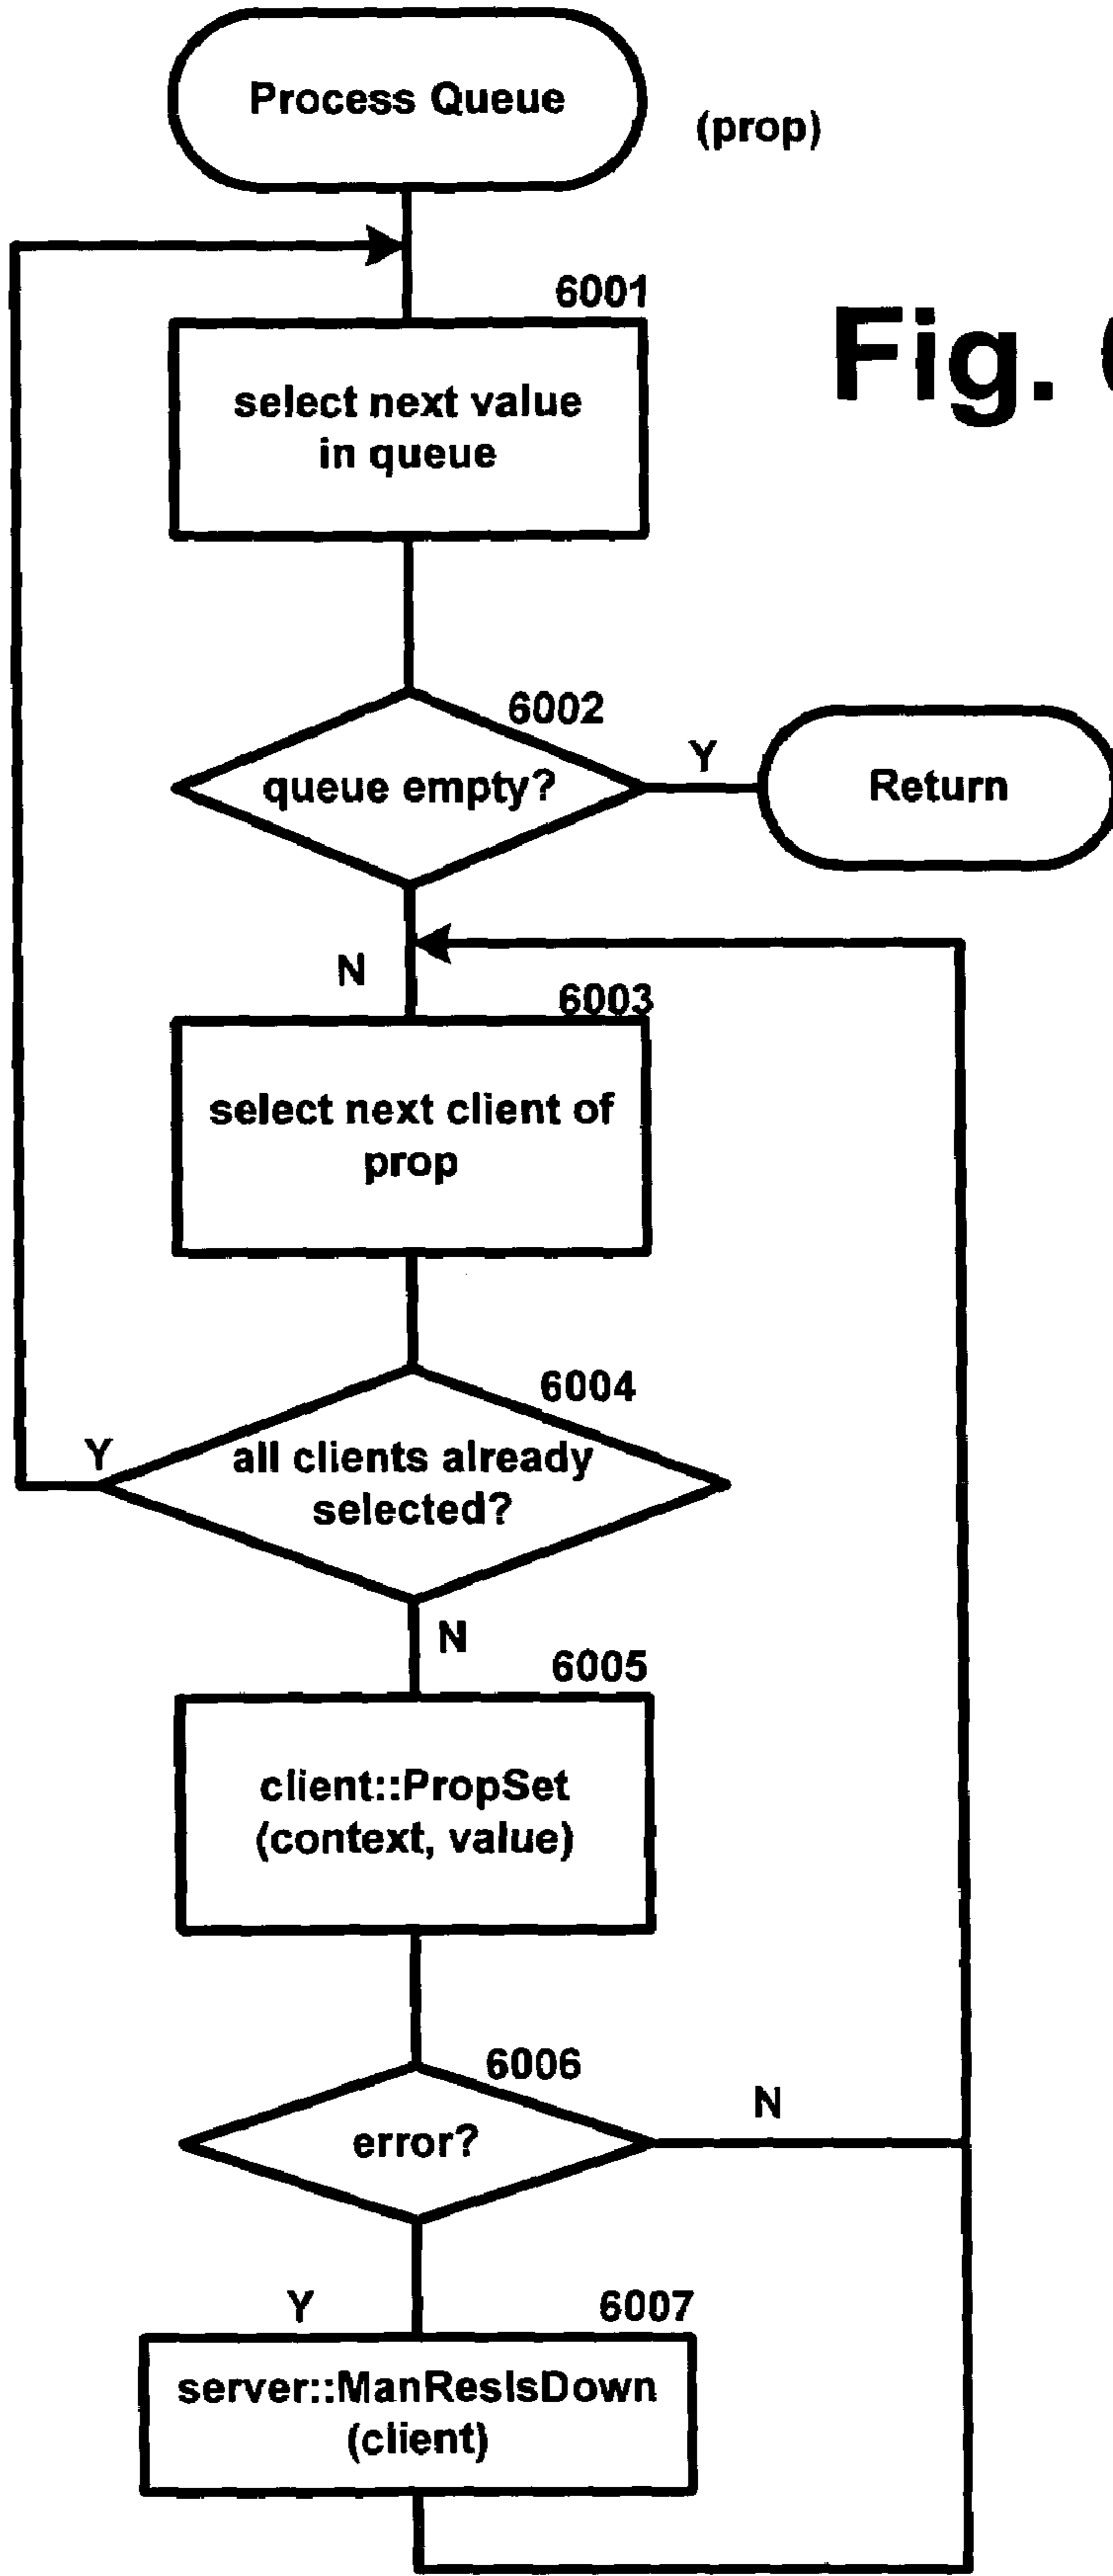 Process Queue
(prop)
6001
Fig.
select next value
in queue
6002
queue empty?
Y
Return
N
6003
select next client of
prop
6004
Y
all clients already
selected?
N
6005
client::PropSet
(context, value)
6006
error?
N
Y
6007
server::ManResIsDown
(client)